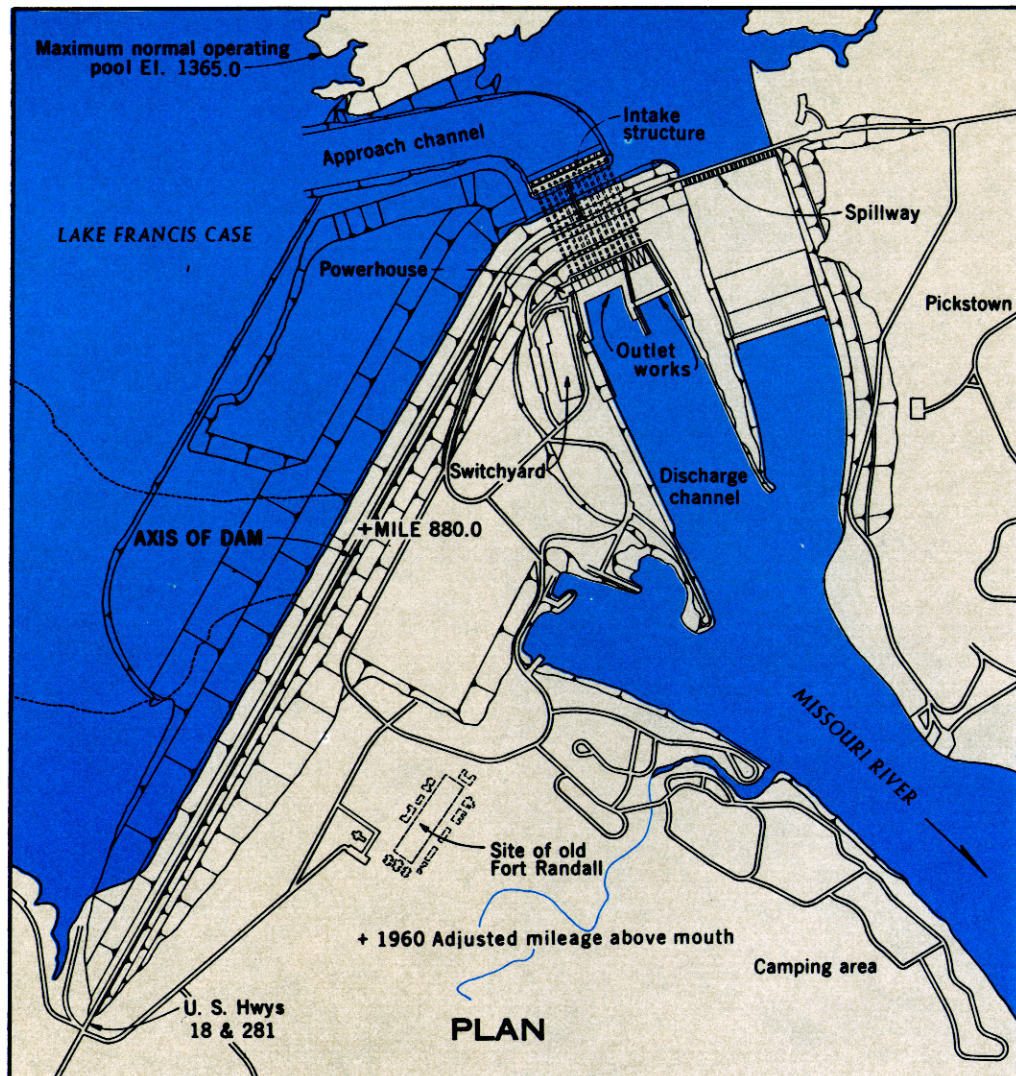 Maximum normal operating
pool El. 1365.0
Approach channel
Intake
structure
LAKE FRANCIS CASE
Spillway
Powerhouse
Pickstown
Outlet
works
Switchyard
Discharge
channel
AXIS OF DAM
+MILE 880.0
MISSOURI RIVER
Site of old
Fort Randall
+ 1960 Adjusted mileage above mouth
Camping area
U. S. Hwys
18 & 281
PLAN